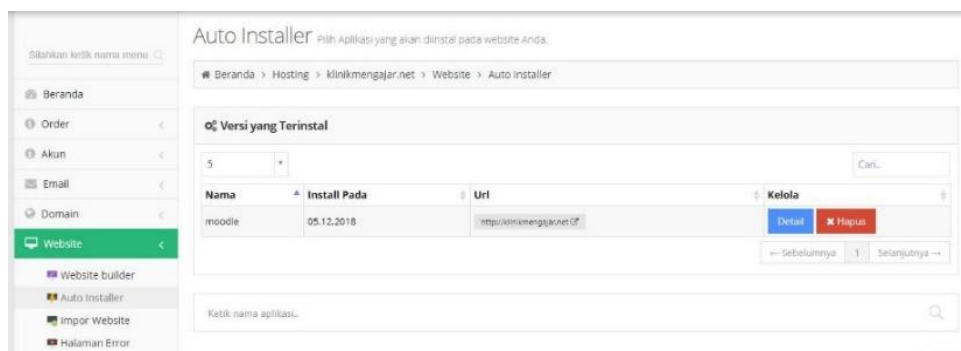 Auto Installer Pilih Aplikasi yang akan diinstal pada website Anda.
Silahkan ketik nama menu
Beranda > Hosting > klinikmengajar.net > Website > Auto Installer
Beranda
Order
Akun
Email
Domain
Website
Website builder
Auto Installer
Impor Website
Halaman Error
Versi yang Terinstal
5
Cari..
Nama Install Pada Url Kelola
moodle 05.12.2018 http://klinikmengajar.net Detail Hapus
← Sebelumnya 1 Selanjutnya →
Ketik nama aplikasi..